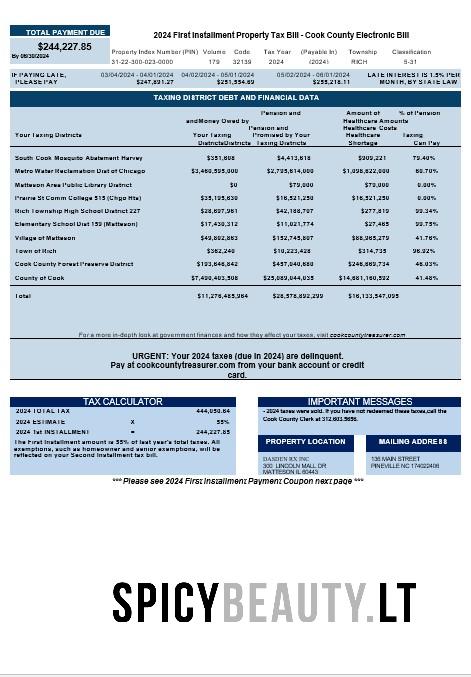 TOTAL PAYMENT DUE
$244,227.85
By 06/30/2024
2024 First Installment Property Tax Bill - Cook County Electronic Bill
Property Index Number (PIN) Volume Code Tax Year (Payable In) Township Classification
31-22-300-023-0000 179 32139 2024 (2024) RICH 5-31
IF PAYING LATE, PLEASE PAY
03/04/2024 - 04/01/2024 $247,891.27
04/02/2024 - 05/01/2024 $251,554.69
05/02/2024 - 06/01/2024 $255,218.11
LATE INTEREST IS 1.5% PER MONTH, BY STATE LAW
TAXING DISTRICT DEBT AND FINANCIAL DATA
Pension and Amount of % of Pension
and Money Owed by Healthcare Amounts
Pension and Healthcare Costs
Your Taxing Districts Your Taxing Promised by Your Healthcare Taxing
Districts Districts Taxing Districts Shortage Can Pay
South Cook Mosquito Abatement Harvey $351,608 $4,413,618 $909,221 79.40%
Metro Water Reclamation Dist of Chicago $3,460,595,000 $2,795,614,000 $1,098,622,000 60.70%
Matteson Area Public Library District $0 $79,000 $79,000 0.00%
Prairie St Comm College 515 (Chgo Hts) $35,195,630 $16,521,250 $16,521,250 0.00%
Rich Township High School District 227 $28,697,961 $42,188,707 $277,819 99.34%
Elementary School Dist 159 (Matteson) $17,430,312 $11,021,774 $27,465 99.75%
Village of Matteson $49,802,863 $152,745,807 $88,965,279 41.76%
Town of Rich $362,240 $10,223,428 $314,735 96.92%
Cook County Forest Preserve District $193,646,842 $457,040,680 $246,669,734 46.03%
County of Cook $7,490,403,508 $25,089,044,035 $14,681,160,592 41.48%
Total $11,276,485,964 $28,578,892,299 $16,133,547,095
For a more in-depth look at government finances and how they affect your taxes, visit cookcountytreasurer.com
URGENT: Your 2024 taxes (due in 2024) are delinquent.
Pay at cookcountytreasurer.com from your bank account or credit
card.
TAX CALCULATOR
2024 TOTAL TAX 444,050.64
2024 ESTIMATE X 55%
2024 1st INSTALLMENT = 244,227.85
The First Installment amount is 55% of last year's total taxes. All
exemptions, such as homeowner and senior exemptions, will be
reflected on your Second Installment tax bill.
IMPORTANT MESSAGES
- 2024 taxes were sold. If you have not redeemed these taxes,call the
Cook County Clerk at 312.603.5656.
PROPERTY LOCATION
DASDEN RX INC
300 LINCOLN MALL DR
MATTESON IL 60443
MAILING ADDRESS
136 MAIN STREET
PINEVILLE NC 174022406
*** Please see 2024 First Installment Payment Coupon next page ***
SPICYBEAUTY.LT